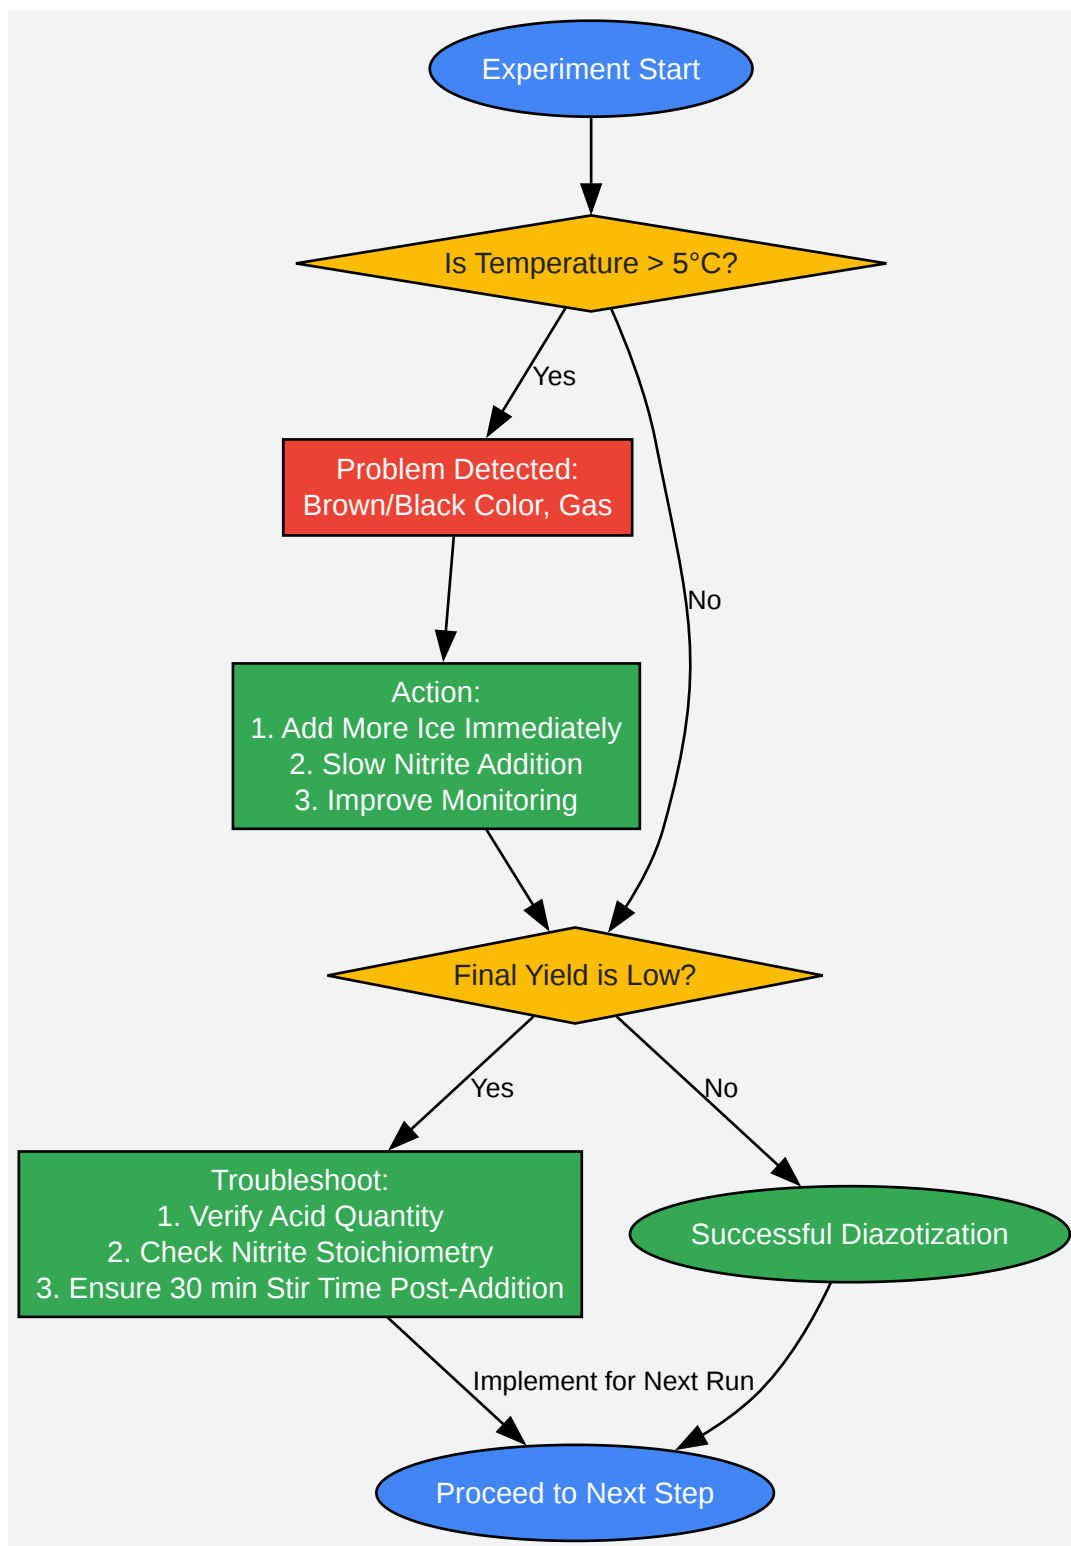 Experiment Start
Is Temperature > 5°C?
Yes
Problem Detected:
Brown/Black Color, Gas
No
Action:
1. Add More Ice Immediately
2. Slow Nitrite Addition
3. Improve Monitoring
Final Yield is Low?
Yes
No
Troubleshoot:
1. Verify Acid Quantity
2. Check Nitrite Stoichiometry
3. Ensure 30 min Stir Time Post-Addition
Successful Diazotization
Implement for Next Run
Proceed to Next Step